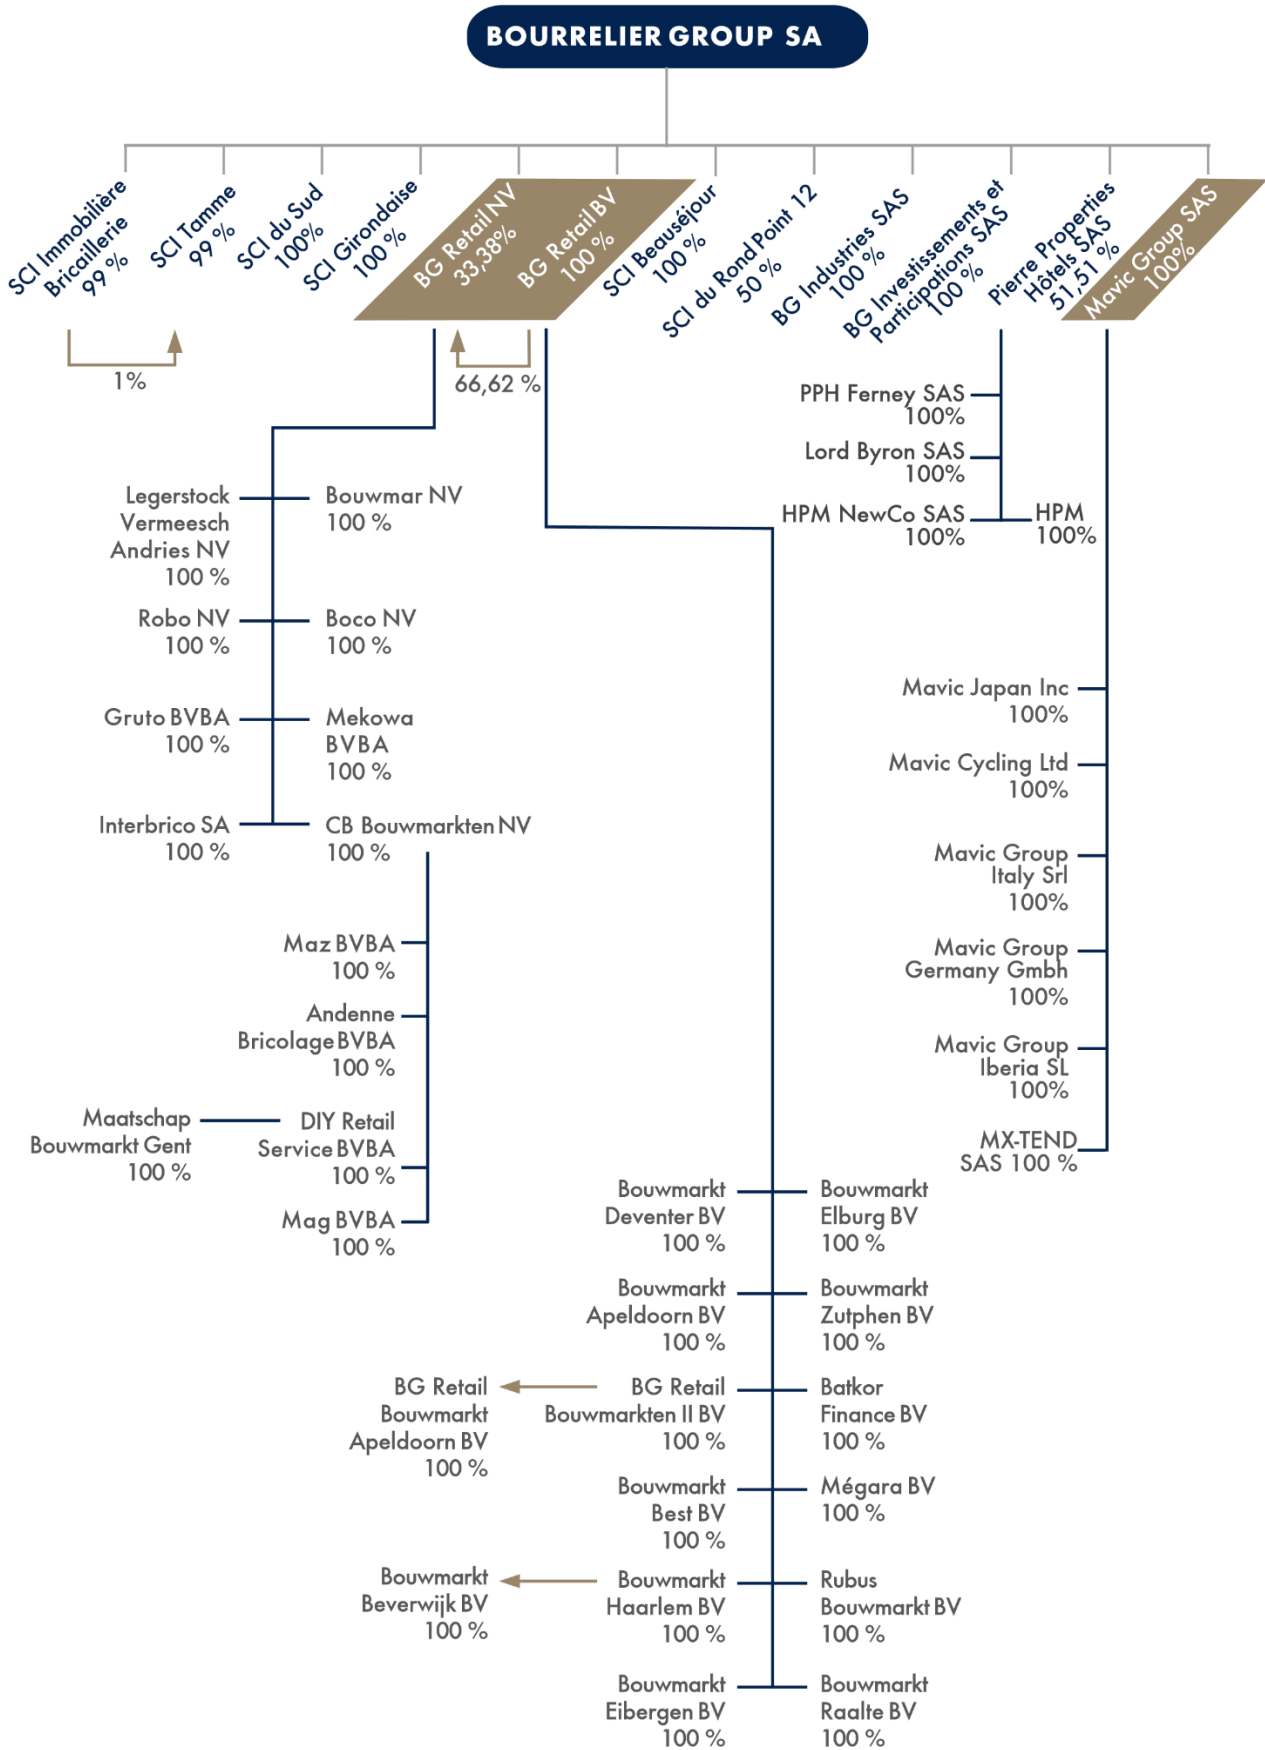 BOURRELIER GROUP SA
SCI Immobilière
Bricaillerie
99 %
SCI Tamme
99 %
SCI du Sud
100%
SCI Girondaise
100 %
BG Retail NV
33,38%
BG Retail BV
100 %
SCI Beauséjour
100 %
SCI du Rond Point 12
50 %
BG Industries SAS
100 %
BG Investissements et
Participations SAS
100 %
Pierre Properties
Hôtels SAS
51,51 %
Mavic Group SAS
100%
1%
66,62 %
PPH Ferney SAS
100%
Lord Byron SAS
100%
HPM NewCo SAS
100%
HPM
100%
Legerstock
Vermeesch
Andries NV
100 %
Bouwmar NV
100 %
Robo NV
100 %
Boco NV
100 %
Gruto BVBA
100 %
Mekowa
BVBA
100 %
Interbrico SA
100 %
CB Bouwmarkten NV
100 %
Maz BVBA
100 %
Andenne
Bricolage BVBA
100 %
Maatschap
Bouwmarkt Gent
100 %
DIY Retail
Service BVBA
100 %
Mag BVBA
100 %
Mavic Japan Inc
100%
Mavic Cycling Ltd
100%
Mavic Group
Italy Srl
100%
Mavic Group
Germany Gmbh
100%
Mavic Group
Iberia SL
100%
MX-TEND
SAS 100 %
Bouwmarkt
Deventer BV
100 %
Bouwmarkt
Elburg BV
100 %
Bouwmarkt
Apeldoorn BV
100 %
Bouwmarkt
Zutphen BV
100 %
BG Retail
Bouwmarkt
Apeldoorn BV
100 %
BG Retail
Bouwmarkten II BV
100 %
Batkor
Finance BV
100 %
Bouwmarkt
Best BV
100 %
Mégara BV
100 %
Bouwmarkt
Beverwijk BV
100 %
Bouwmarkt
Haarlem BV
100 %
Rubus
Bouwmarkt BV
100 %
Bouwmarkt
Eibergen BV
100 %
Bouwmarkt
Raalte BV
100 %